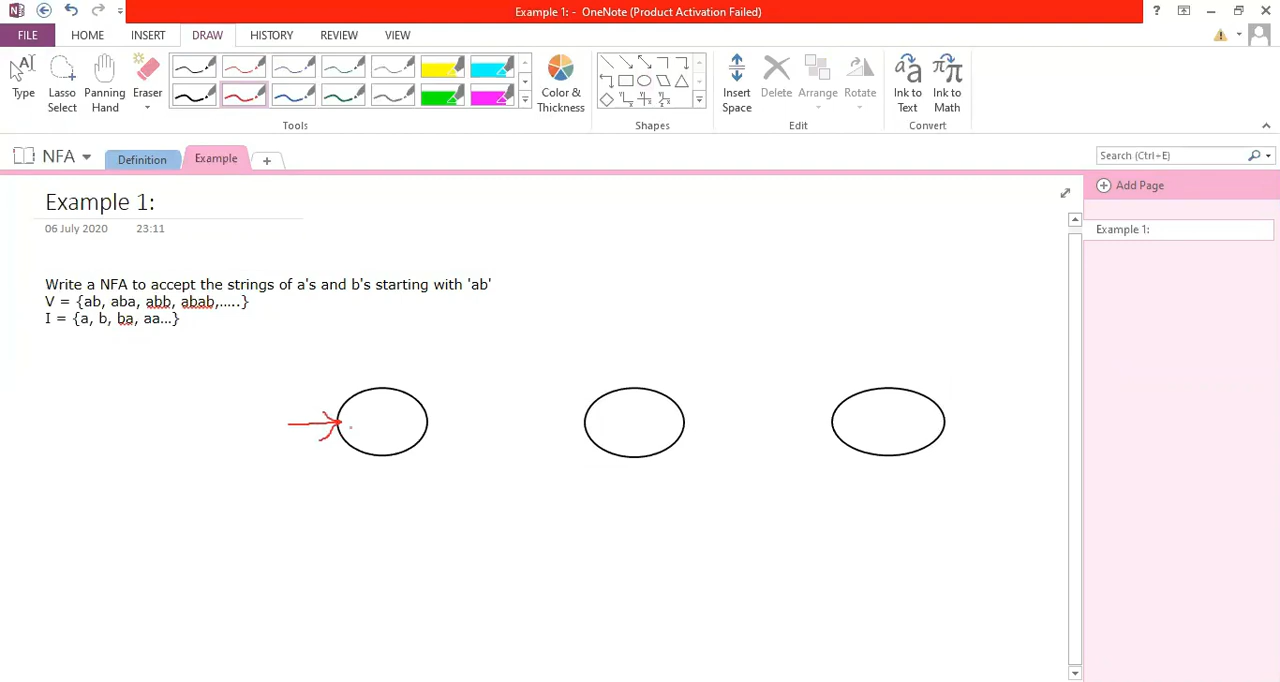 Example 1: - OneNote (Product Activation Failed)
FILE HOME INSERT DRAW HISTORY REVIEW VIEW
Type Lasso Select Panning Hand Eraser
Color & Thickness
Insert Space Delete Arrange Rotate
Ink to Text Ink to Math
Tools Shapes Edit Convert
NFA Definition Example
Search (Ctrl+E)
Add Page
Example 1:
Example 1:
06 July 2020 23:11
Write a NFA to accept the strings of a's and b's starting with 'ab'
V = {ab, aba, abb, abab,.....}
I = {a, b, ba, aa...}